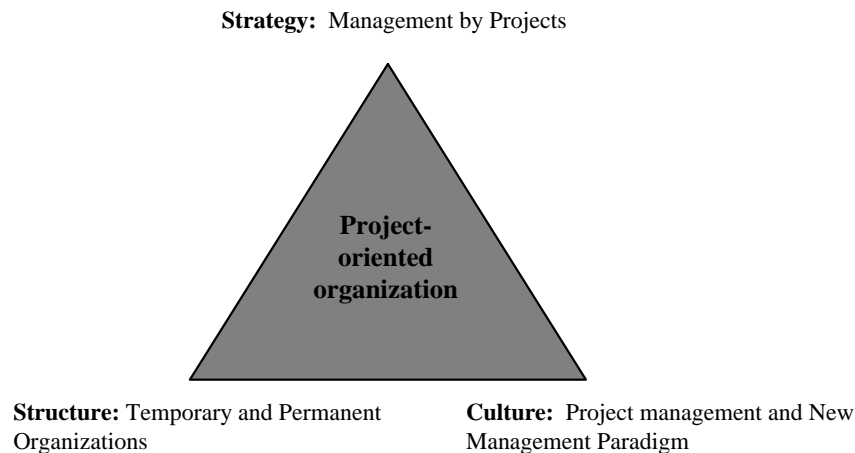 Strategy: Management by Projects
Project-
oriented
organization
Structure: Temporary and Permanent
Organizations
Culture: Project management and New
Management Paradigm